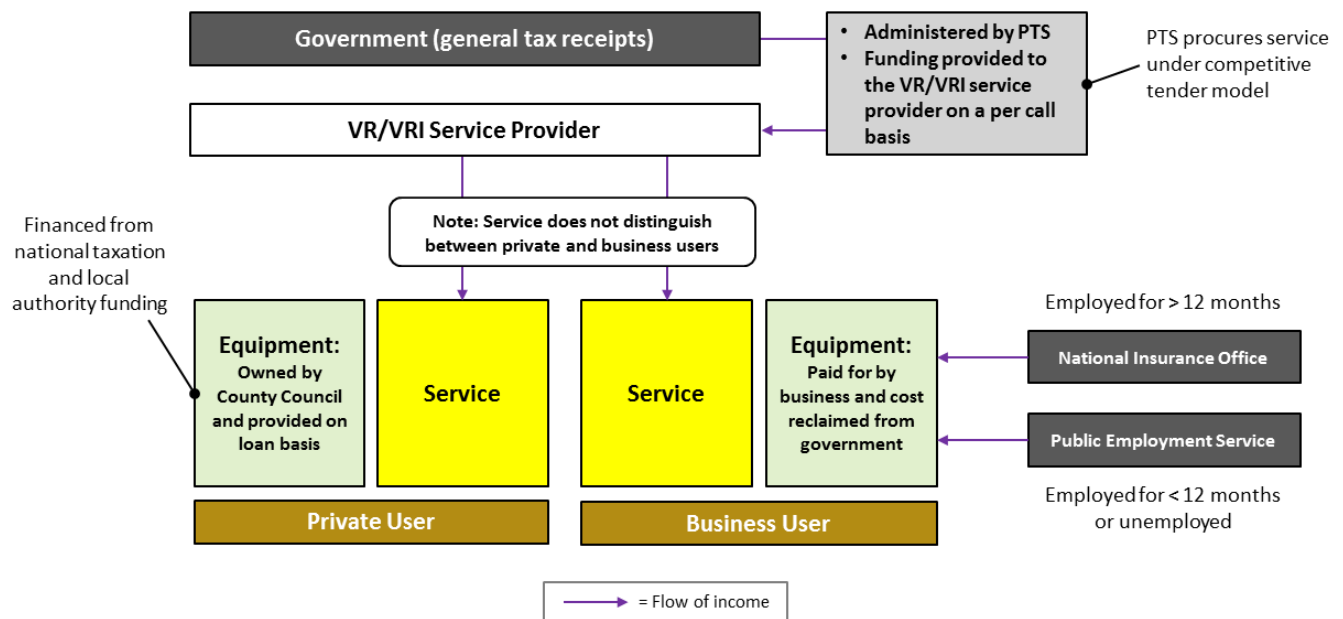 Government (general tax receipts)
• Administered by PTS
• Funding provided to
the VR/VRI service
provider on a per call
basis
PTS procures service
under competitive
tender model
VR/VRI Service Provider
Note: Service does not distinguish
between private and business users
Financed from
national taxation
and local
authority funding
Equipment:
Owned by
County Council
and provided on
loan basis
Service
Service
Equipment:
Paid for by
business and cost
reclaimed from
government
Employed for > 12 months
National Insurance Office
Public Employment Service
Employed for < 12 months
or unemployed
Private User
Business User
= Flow of income